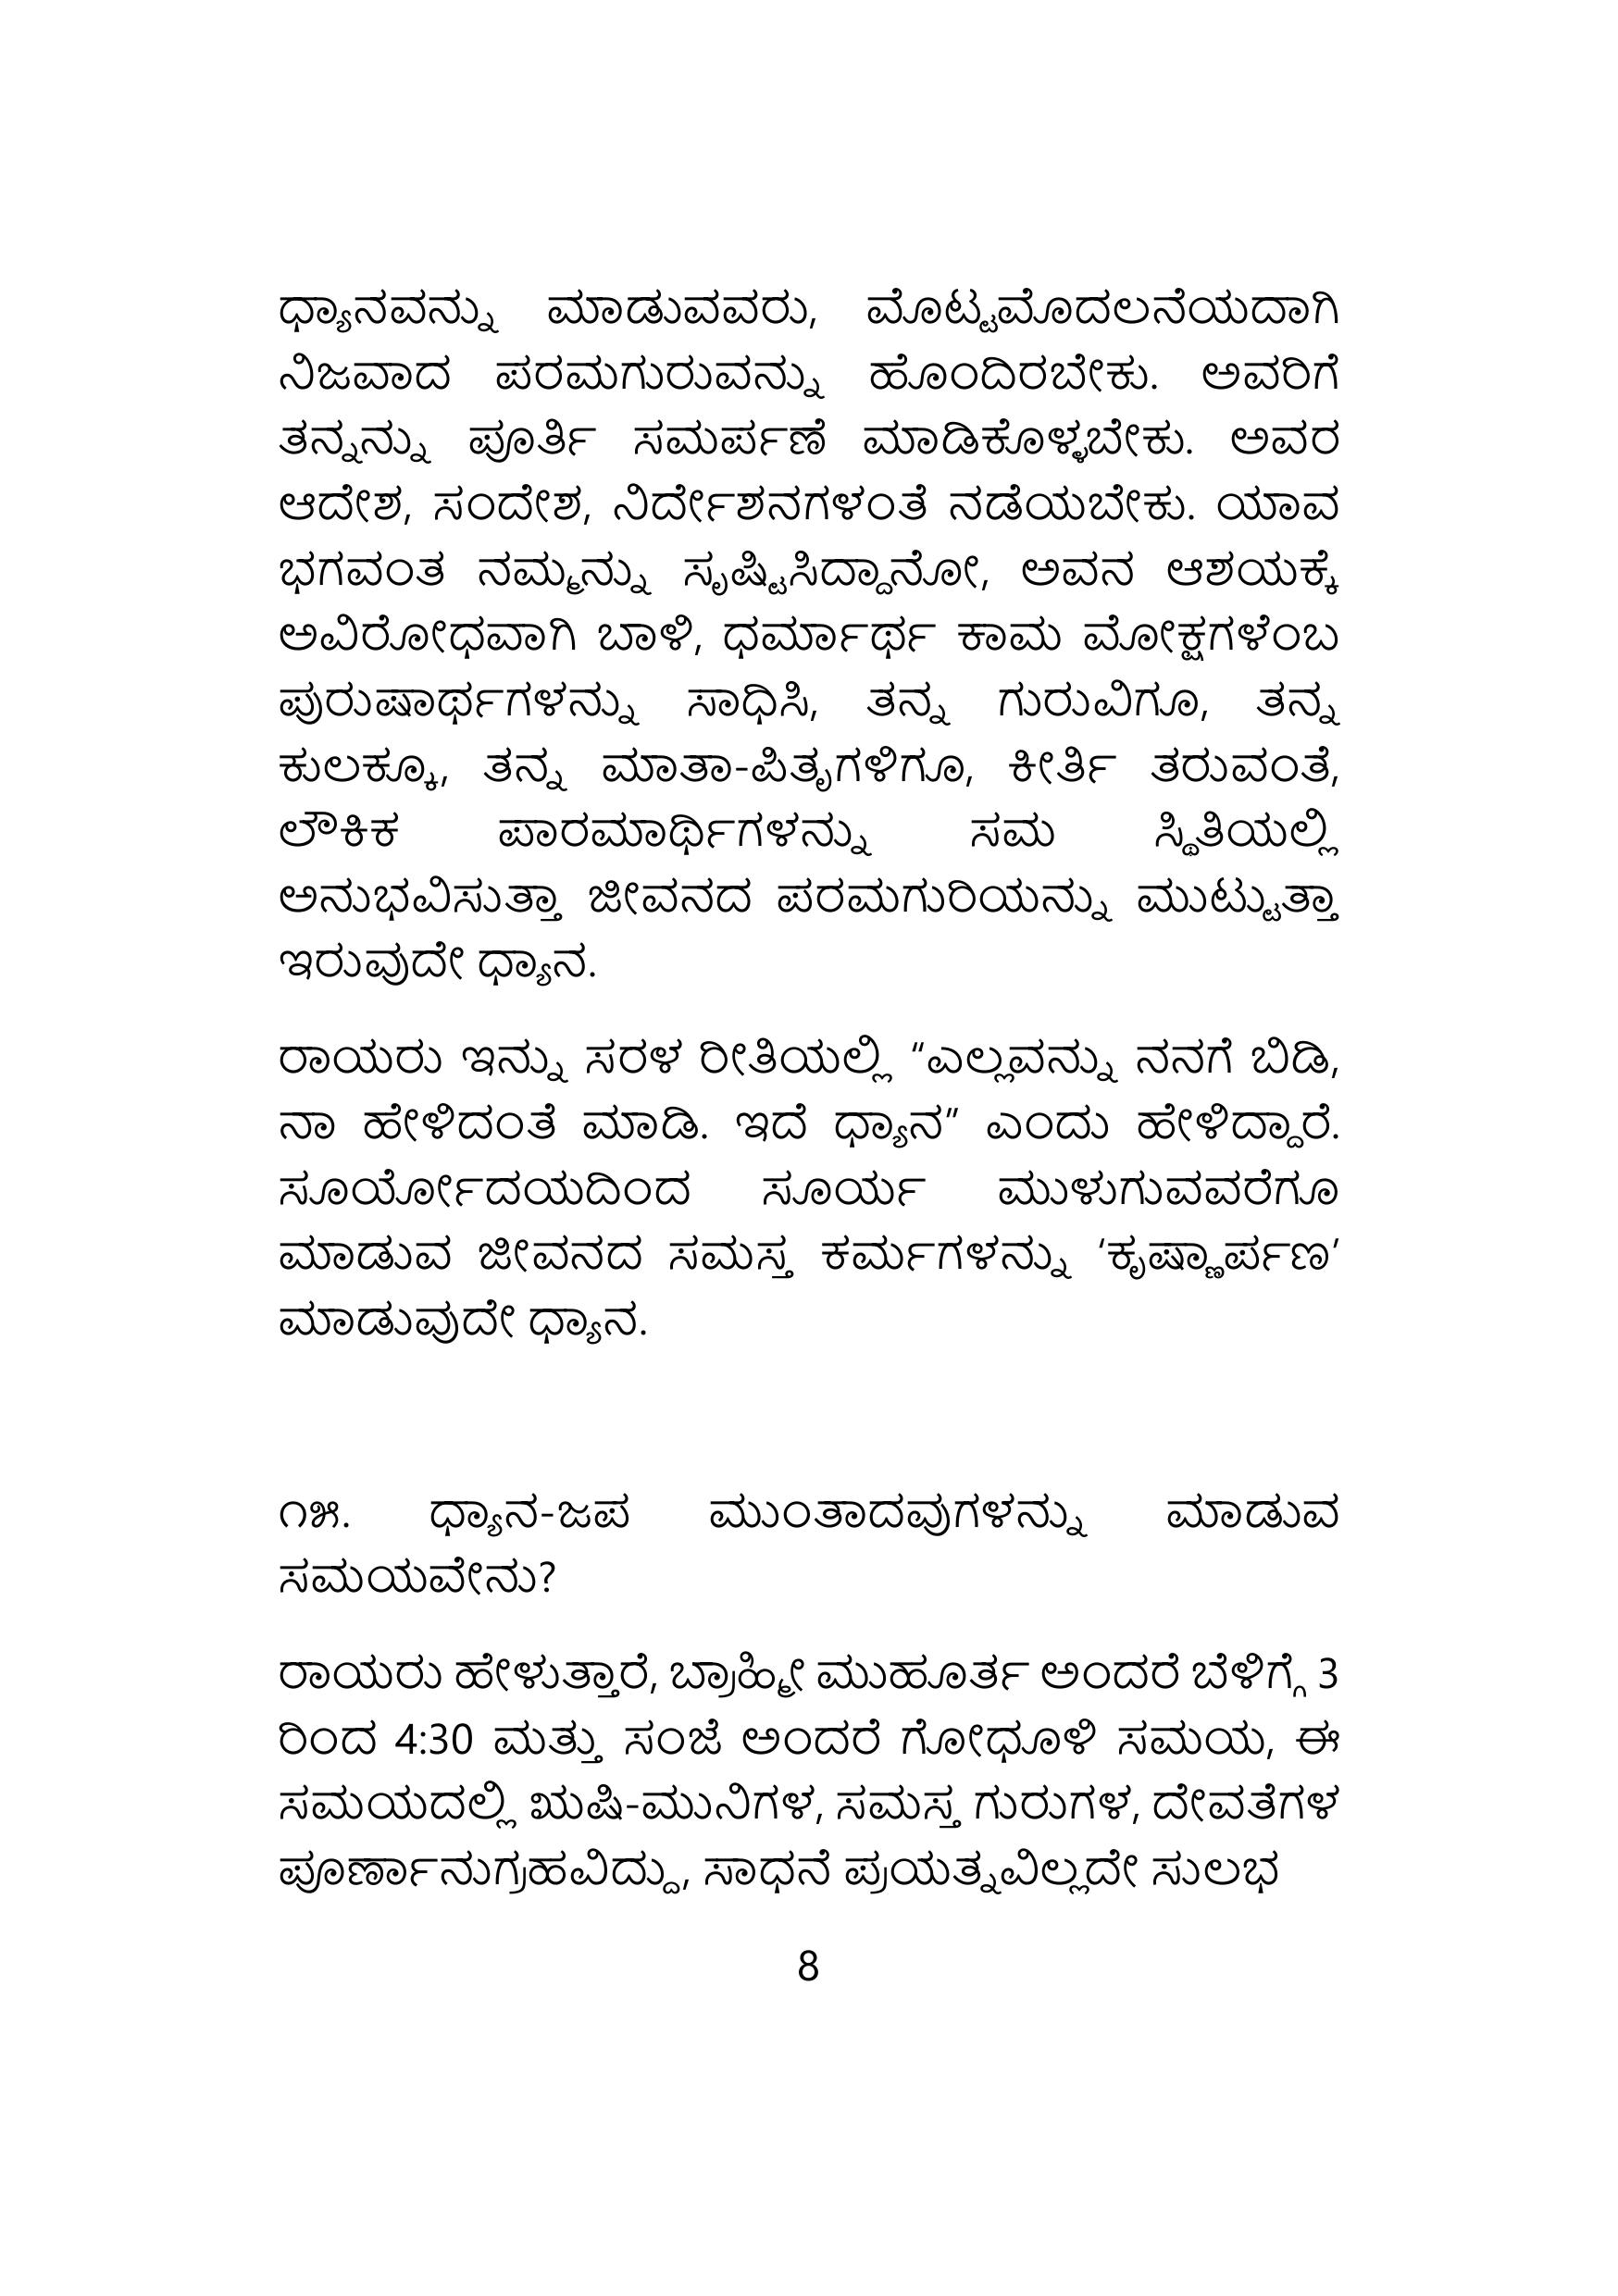 ಧ್ಯಾನವನ್ನು ಮಾಡುವವರು, ಮೊಟ್ಟಮೊದಲನೆಯದಾಗಿ
ನಿಜವಾದ ಪರಮಗುರುವನ್ನು ಹೊಂದಿರಬೇಕು. ಅವರಿಗೆ
ತನ್ನನ್ನು ಪೂರ್ತಿ ಸಮರ್ಪಣೆ ಮಾಡಿಕೊಳ್ಳಬೇಕು. ಅವರ
ಆದೇಶ, ಸಂದೇಶ, ನಿರ್ದೇಶನಗಳಂತೆ ನಡೆಯಬೇಕು. ಯಾವ
ಭಗವಂತ ನಮ್ಮನ್ನು ಸೃಷ್ಟಿಸಿದ್ದಾನೋ, ಅವನ ಆಶಯಕ್ಕೆ
ಅವಿರೋಧವಾಗಿ ಬಾಳಿ, ಧರ್ಮಾರ್ಥ ಕಾಮ ಮೋಕ್ಷಗಳೆಂಬ
ಪುರುಷಾರ್ಥಗಳನ್ನು ಸಾಧಿಸಿ, ತನ್ನ ಗುರುವಿಗೂ, ತನ್ನ
ಕುಲಕ್ಕೂ, ತನ್ನ ಮಾತಾ-ಪಿತೃಗಳಿಗೂ, ಕೀರ್ತಿ ತರುವಂತೆ,
ಲೌಕಿಕ ಪಾರಮಾರ್ಥಿಗಳನ್ನು ಸಮ ಸ್ಥಿತಿಯಲ್ಲಿ
ಅನುಭವಿಸುತ್ತಾ ಜೀವನದ ಪರಮಗುರಿಯನ್ನು ಮುಟ್ಟುತ್ತಾ
ಇರುವುದೇ ಧ್ಯಾನ.
ರಾಯರು ಇನ್ನು ಸರಳ ರೀತಿಯಲ್ಲಿ “ಎಲ್ಲವನ್ನು ನನಗೆ ಬಿಡಿ,
ನಾ ಹೇಳಿದಂತೆ ಮಾಡಿ. ಇದೆ ಧ್ಯಾನ” ಎಂದು ಹೇಳಿದ್ದಾರೆ.
ಸೂರ್ಯೋದಯದಿಂದ ಸೂರ್ಯ ಮುಳುಗುವವರೆಗೂ
ಮಾಡುವ ಜೀವನದ ಸಮಸ್ತ ಕರ್ಮಗಳನ್ನು ‘ಕೃಷ್ಣಾರ್ಪಣ’
ಮಾಡುವುದೇ ಧ್ಯಾನ.
೧೫. ಧ್ಯಾನ-ಜಪ ಮುಂತಾದವುಗಳನ್ನು ಮಾಡುವ
ಸಮಯವೇನು?
ರಾಯರು ಹೇಳುತ್ತಾರೆ, ಬ್ರಾಹ್ಮೀ ಮುಹೂರ್ತ ಅಂದರೆ ಬೆಳಿಗ್ಗೆ 3
ರಿಂದ 4:30 ಮತ್ತು ಸಂಜೆ ಅಂದರೆ ಗೋಧೂಳಿ ಸಮಯ, ಈ
ಸಮಯದಲ್ಲಿ ಋಷಿ-ಮುನಿಗಳ, ಸಮಸ್ತ ಗುರುಗಳ, ದೇವತೆಗಳ
ಪೂರ್ಣಾನುಗ್ರಹವಿದ್ದು, ಸಾಧನೆ ಪ್ರಯತ್ನವಿಲ್ಲದೇ ಸುಲಭ
8